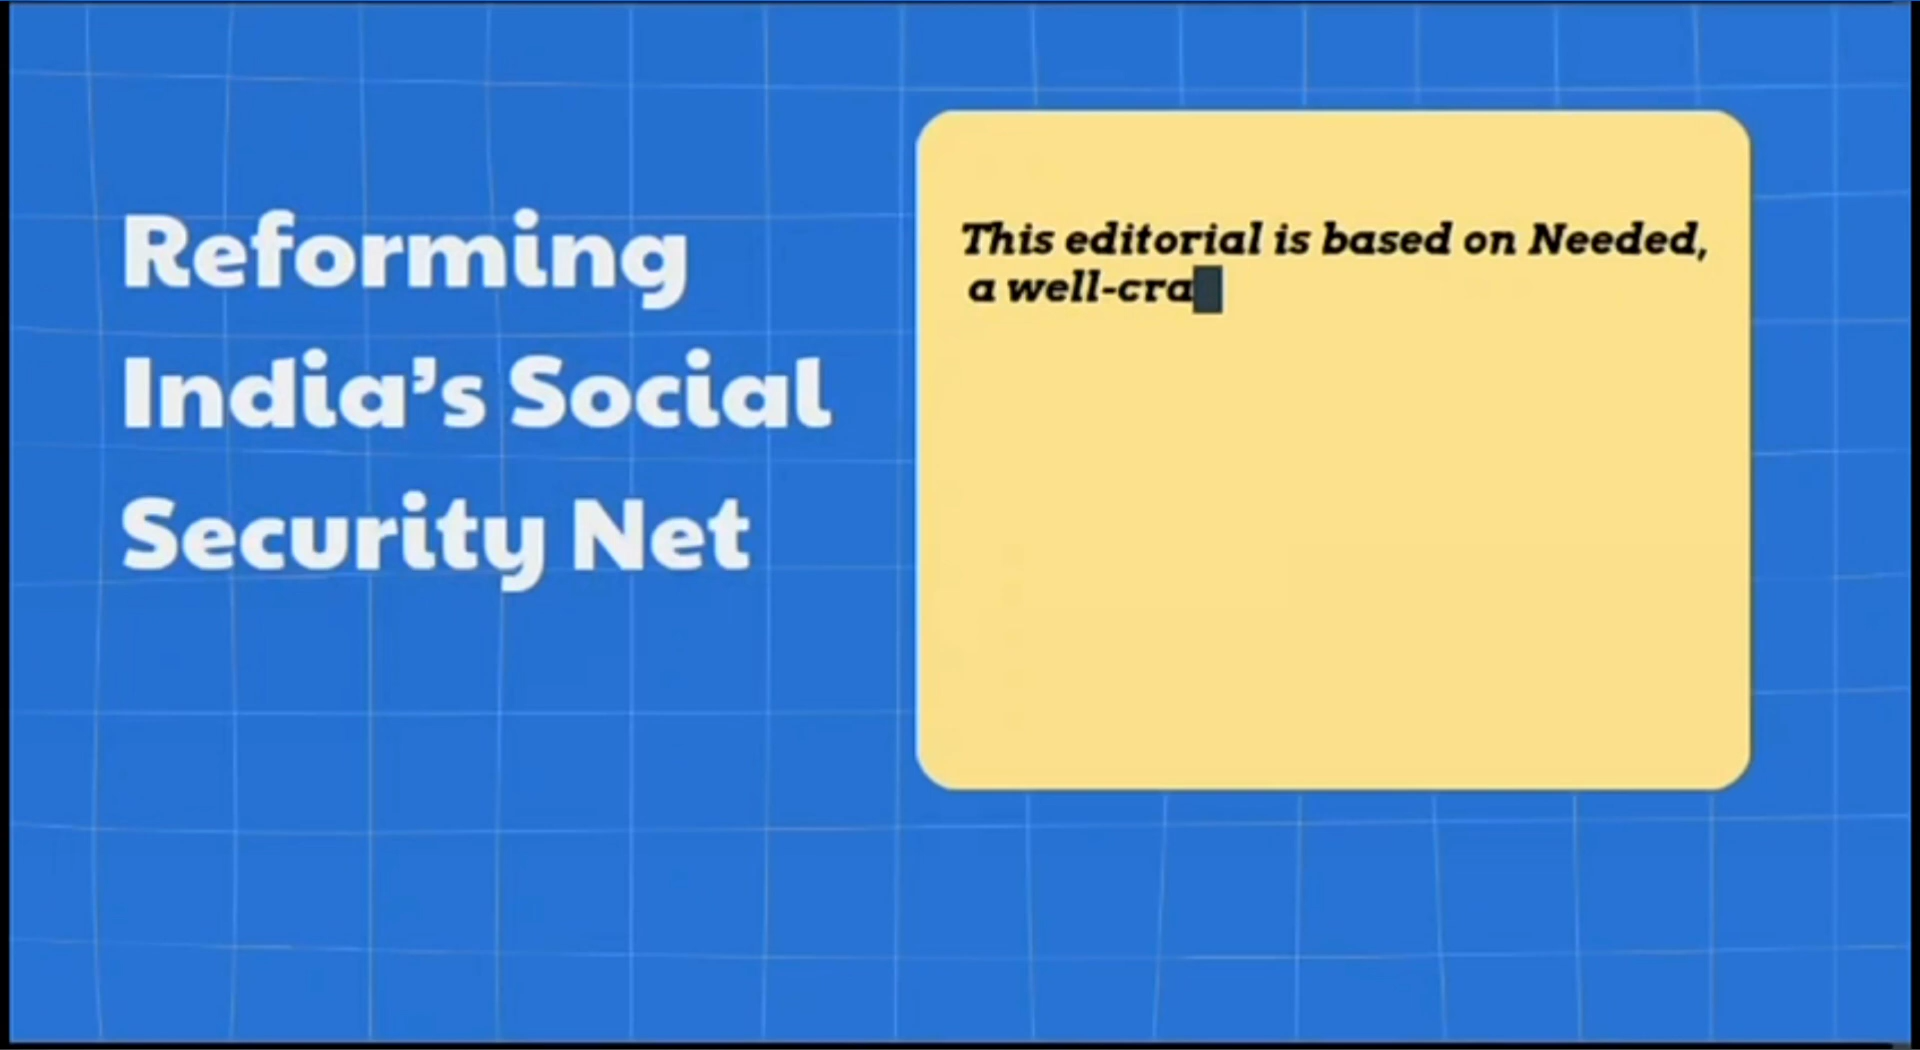 Reforming
India’s Social
Security Net
This editorial is based on Needed,
a well-cra